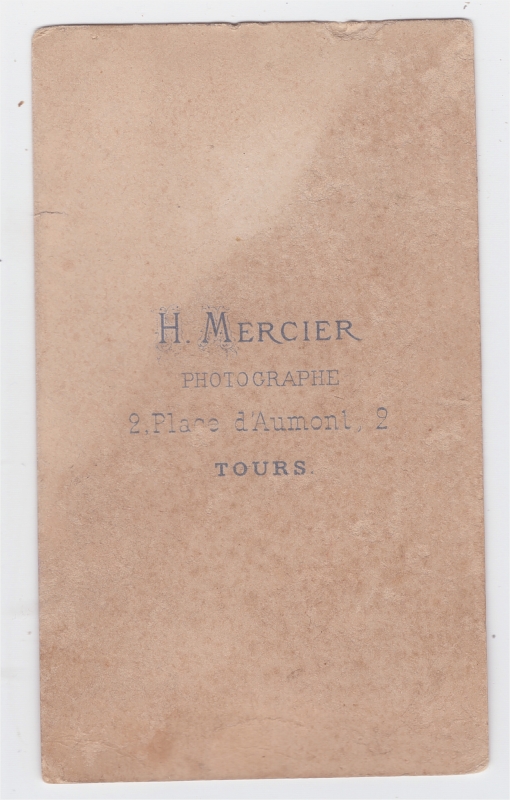 H. MERCIER
PHOTOGRAPHE
2, Place d'Aumont, 2
TOURS.